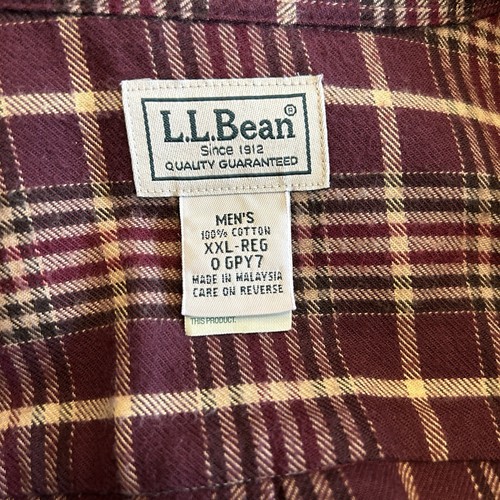 L.L.Bean®
Since 1912
QUALITY GUARANTEED
MEN'S
100% COTTON
XXL-REG
0 GPY7
MADE IN MALAYSIA
CARE ON REVERSE
THIS PRODUCT.